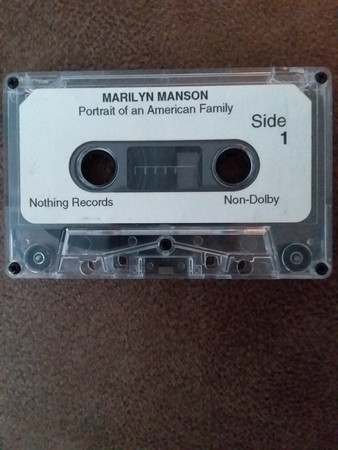 MARILYN MANSON
Portrait of an American Family
Side
1
Nothing Records
Non-Dolby